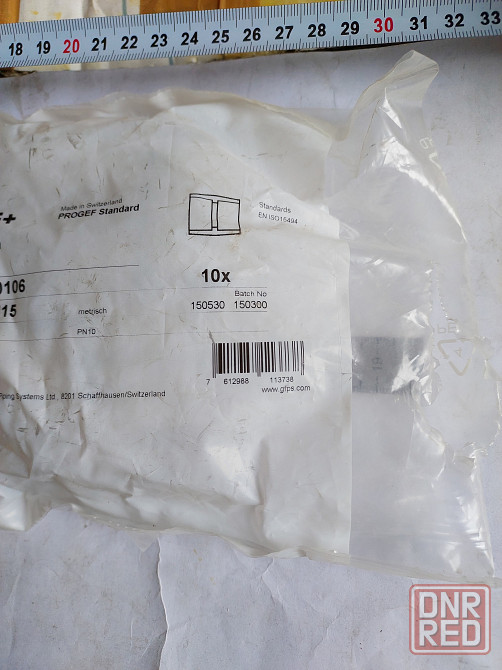 18 19 20 21 22 23 24 25 26 27 28 29 30 31 32 33
Made in Switzerland
PROGEF Standard
Standards
EN ISO15494
10x
0106
Batch No
150530 150300
metrisch
PN10
7 612988 113738
www.gfps.com
Piping Systems Ltd., 8201 Schaffhausen/Switzerland
DNR
RED